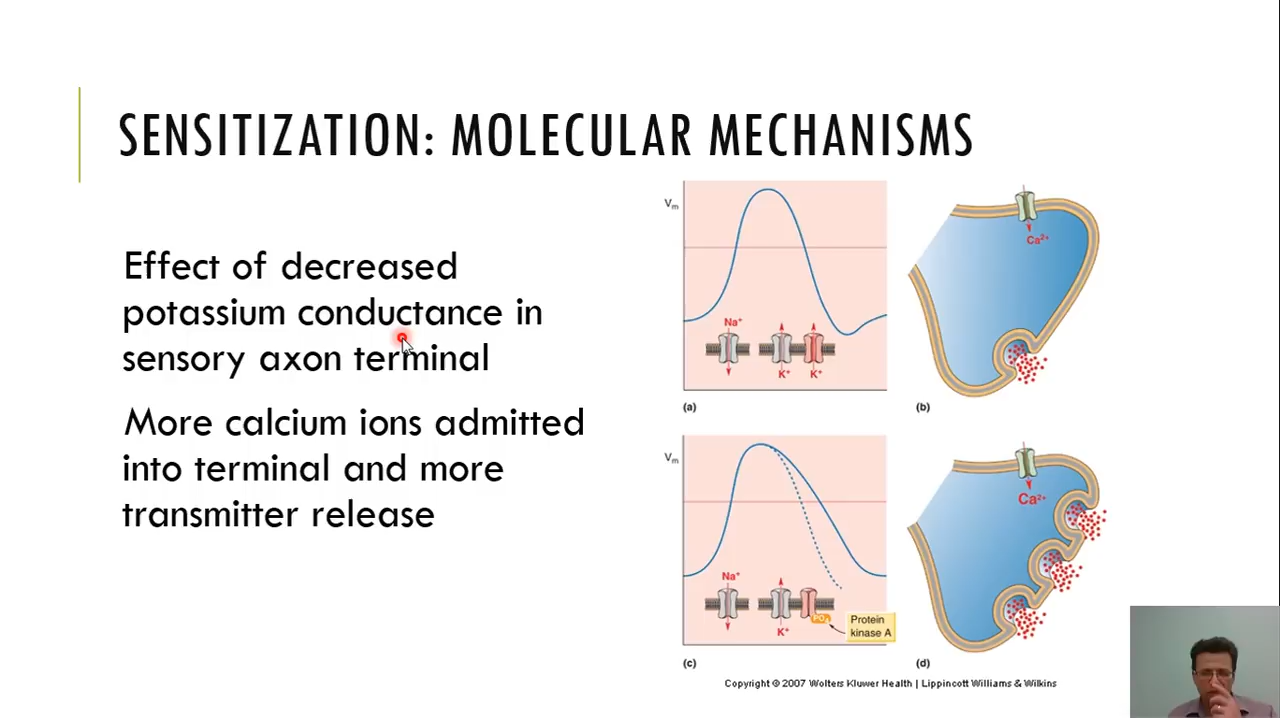 SENSITIZATION: MOLECULAR MECHANISMS
Effect of decreased
potassium conductance in
sensory axon terminal
More calcium ions admitted
into terminal and more
transmitter release
Vm
Na⁺
K⁺ K⁺
(a)
Ca²⁺
(b)
Vm
Na⁺
K⁺
PO₄
Protein
kinase A
(c)
Ca²⁺
(d)
Copyright © 2007 Wolters Kluwer Health | Lippincott Williams & Wilkins